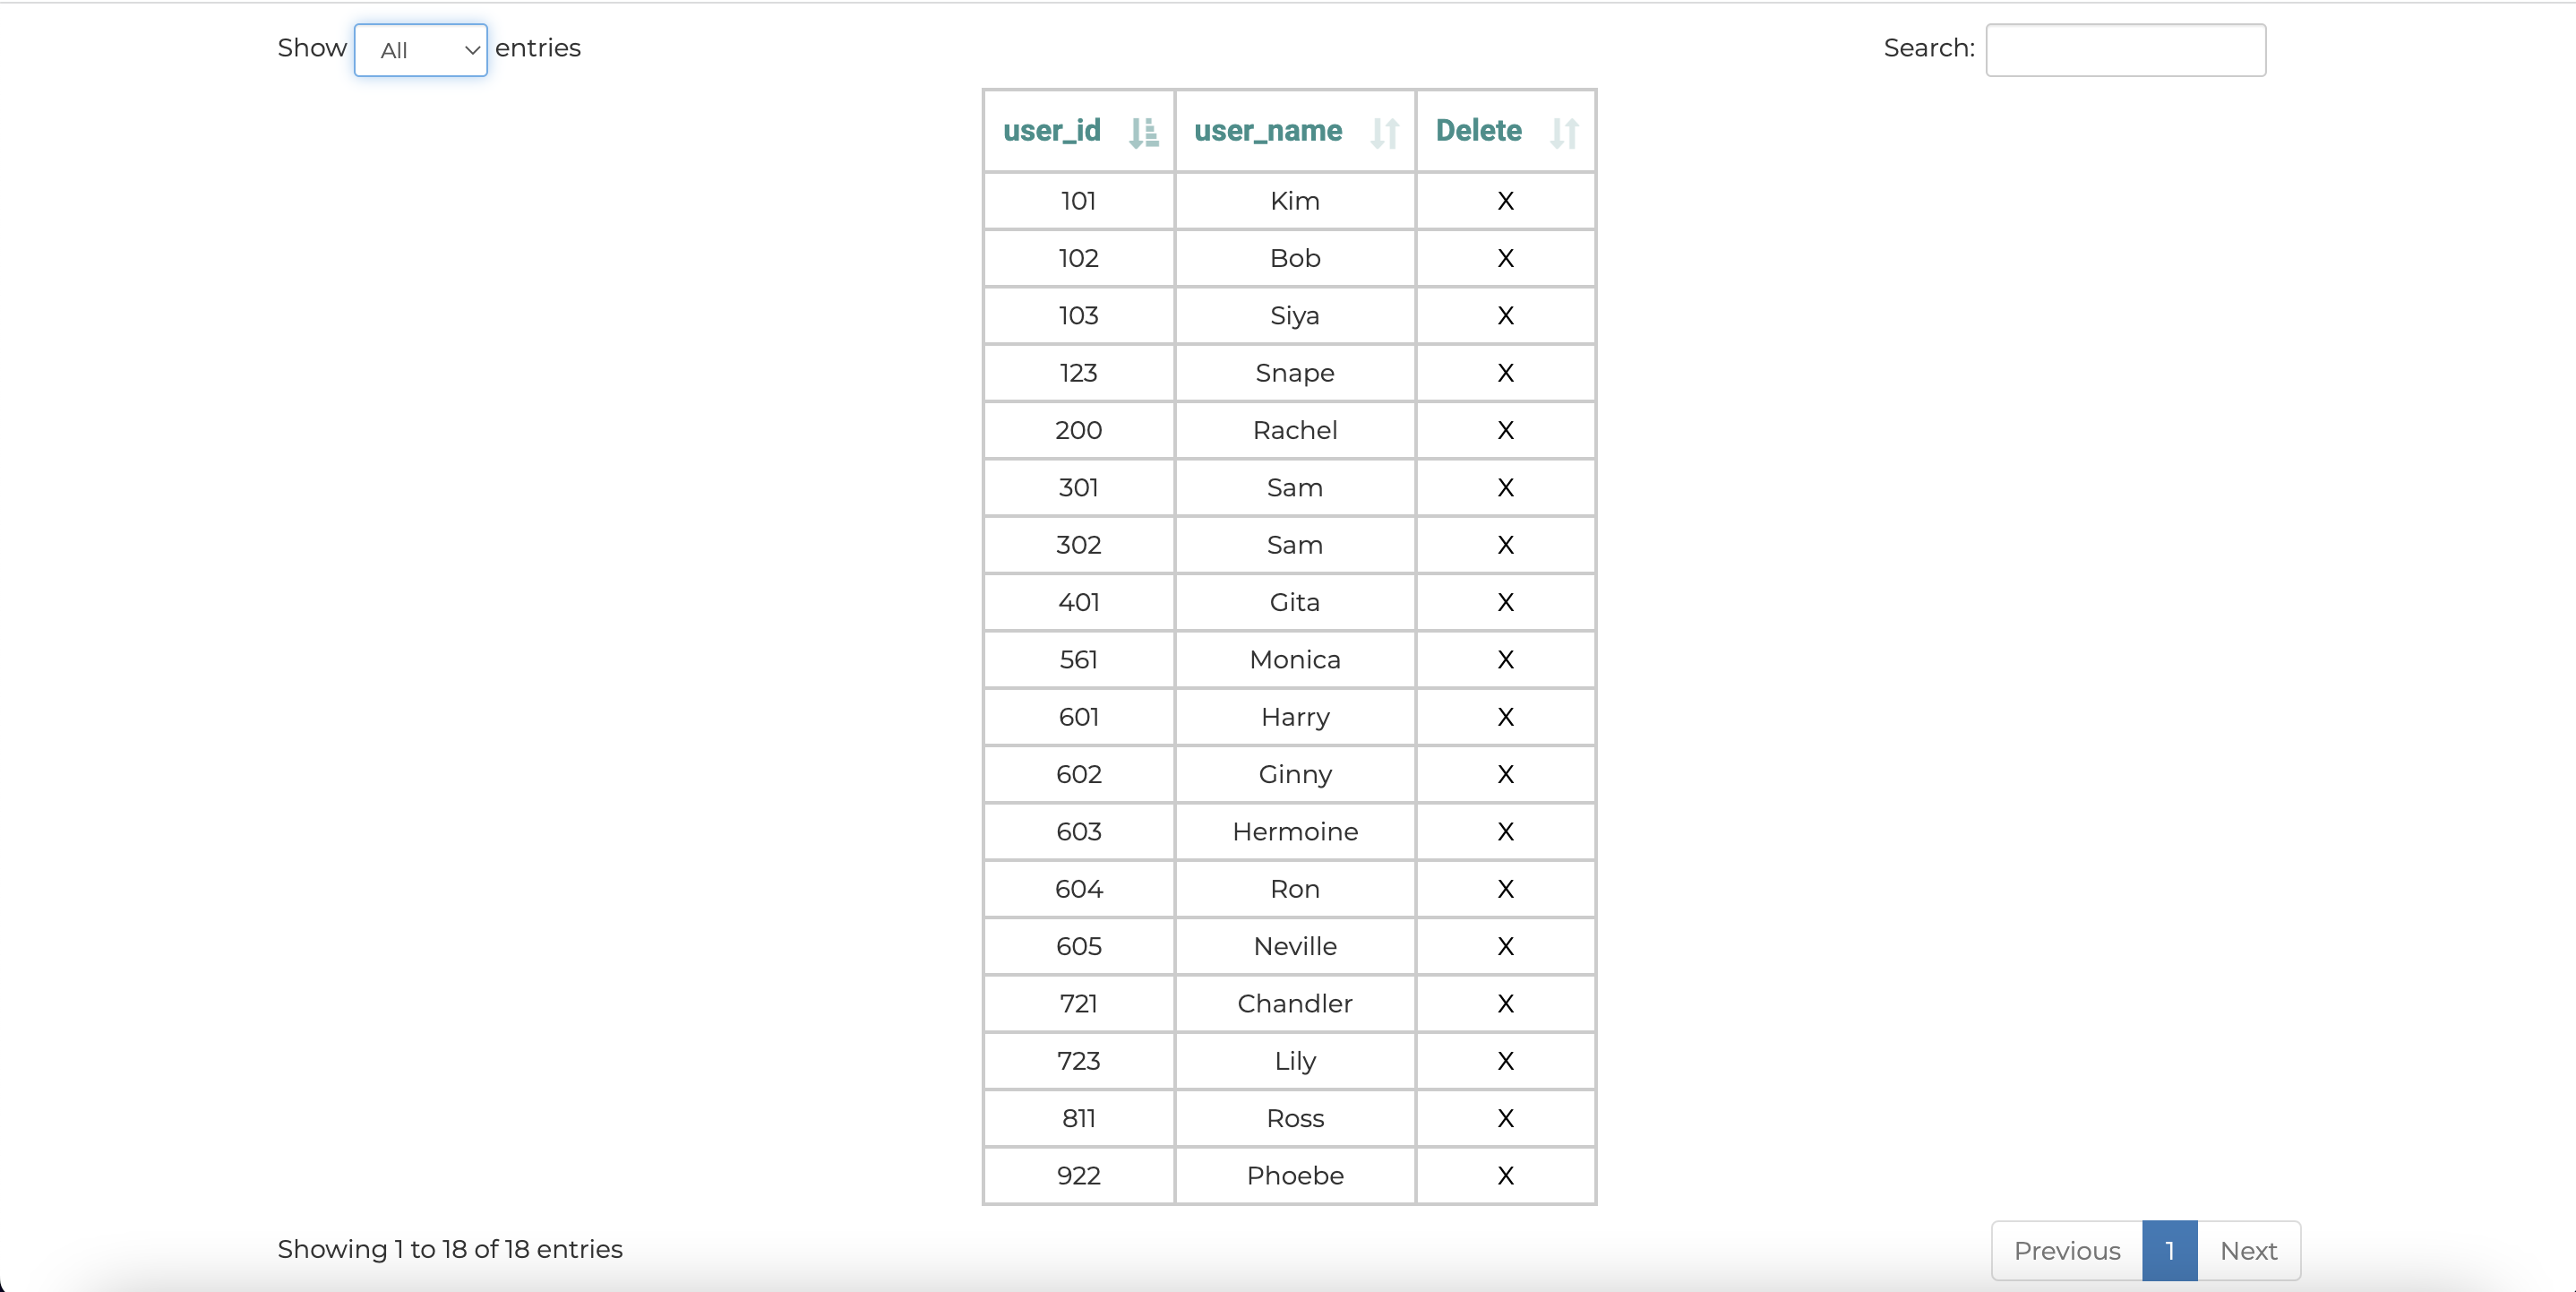 Show All entries Search:
user_id user_name Delete
101 Kim X
102 Bob X
103 Siya X
123 Snape X
200 Rachel X
301 Sam X
302 Sam X
401 Gita X
561 Monica X
601 Harry X
602 Ginny X
603 Hermoine X
604 Ron X
605 Neville X
721 Chandler X
723 Lily X
811 Ross X
922 Phoebe X
Showing 1 to 18 of 18 entries Previous 1 Next